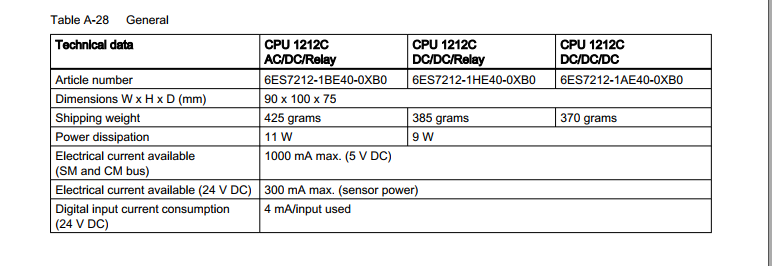 Table A-28 General
Technical data CPU 1212C AC/DC/Relay CPU 1212C DC/DC/Relay CPU 1212C DC/DC/DC
Article number 6ES7212-1BE40-0XB0 6ES7212-1HE40-0XB0 6ES7212-1AE40-0XB0
Dimensions W x H x D (mm) 90 x 100 x 75
Shipping weight 425 grams 385 grams 370 grams
Power dissipation 11 W 9 W
Electrical current available (SM and CM bus) 1000 mA max. (5 V DC)
Electrical current available (24 V DC) 300 mA max. (sensor power)
Digital input current consumption (24 V DC) 4 mA/input used